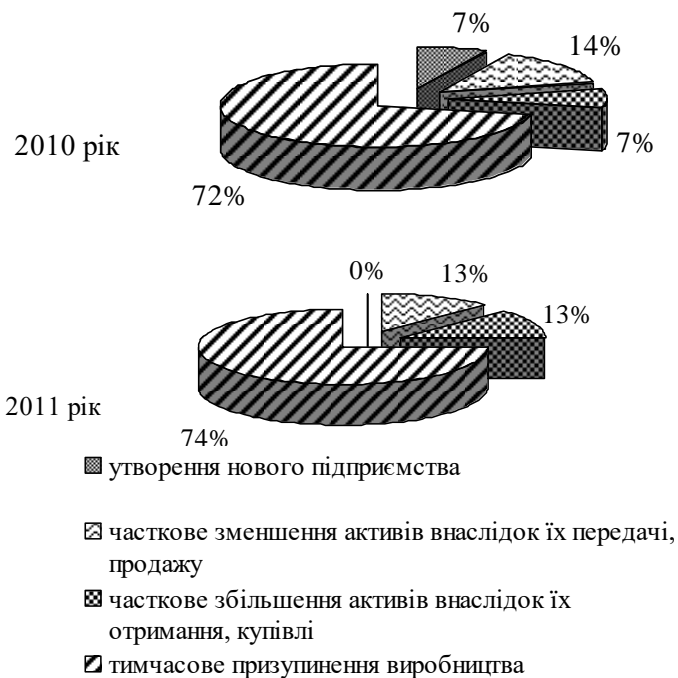 7%
14%
2010 рік
7%
72%
0%
13%
13%
2011 рік
74%
утворення нового підприємства
часткове зменшення активів внаслідок їх передачі,
продажу
часткове збільшення активів внаслідок їх
отримання, купівлі
тимчасове призупинення виробництва